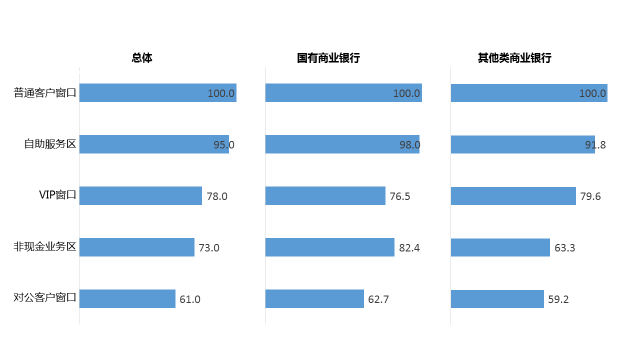 总体 国有商业银行 其他类商业银行
普通客户窗口 100.0 100.0 100.0
自助服务区 95.0 98.0 91.8
VIP窗口 78.0 76.5 79.6
非现金业务区 73.0 82.4 63.3
对公客户窗口 61.0 62.7 59.2